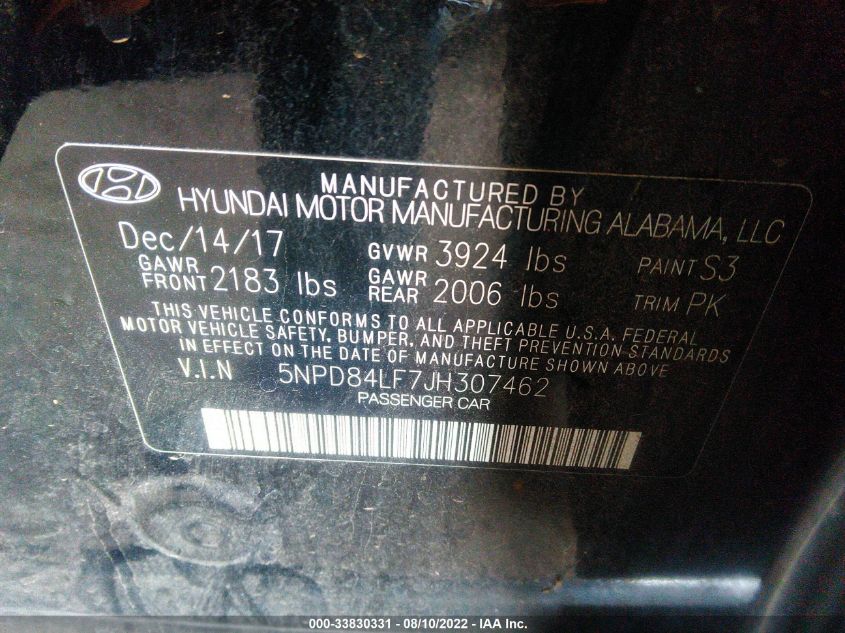 MANUFACTURED BY
HYUNDAI MOTOR MANUFACTURING ALABAMA, LLC
Dec/14/17 GVWR 3924 lbs PAINT S3
GAWR FRONT 2183 lbs GAWR REAR 2006 lbs TRIM PK
THIS VEHICLE CONFORMS TO ALL APPLICABLE U.S.A. FEDERAL
MOTOR VEHICLE SAFETY, BUMPER, AND THEFT PREVENTION STANDARDS
IN EFFECT ON THE DATE OF MANUFACTURE SHOWN ABOVE
V.I.N 5NPD84LF7JH307462
PASSENGER CAR
000-33830331 - 08/10/2022 - IAA Inc.